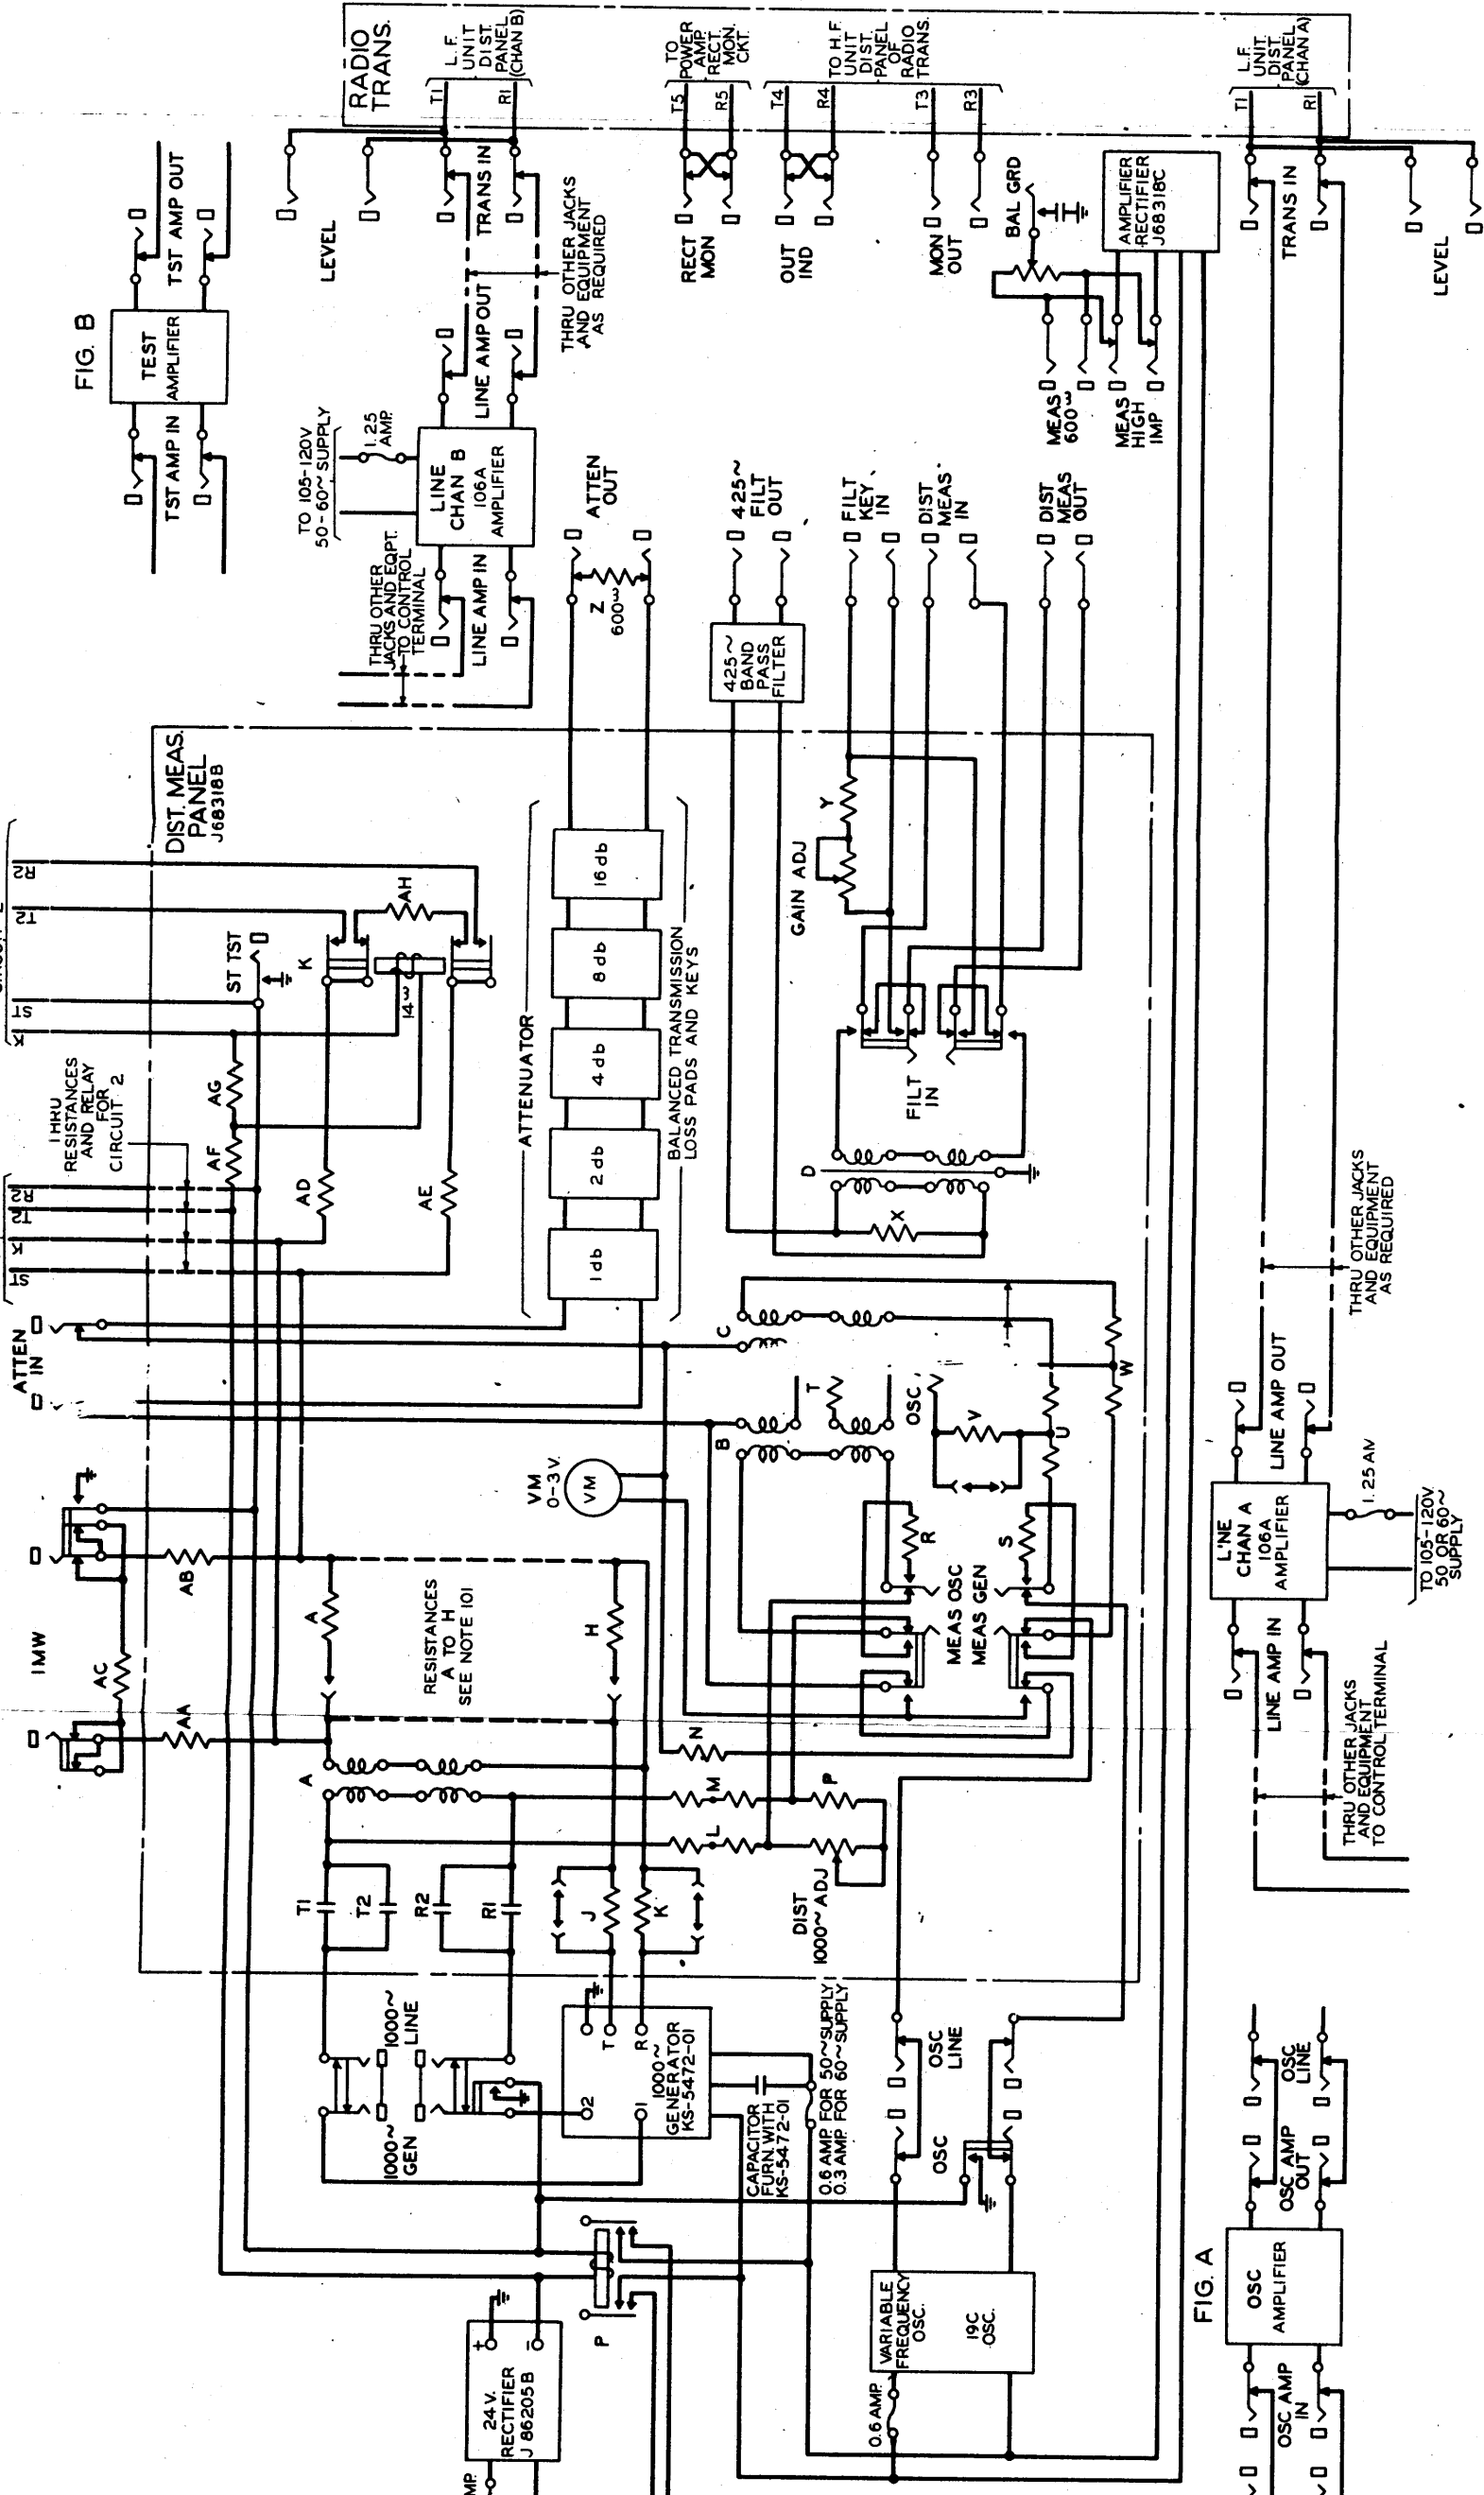 RADIO
TRANS.
L. F.
UNIT
DIST.
PANEL
(CHAN B)
T1
R1
TO
POWER
AMP.
RECT.
MON.
CKT.
T5
R5
TO H.F.
UNIT
DIST.
PANEL
OF
RADIO
TRANS.
T4
R4
T3
R3
L.F.
UNIT
DIST.
PANEL
(CHAN A)
T1
R1
FIG. B
TEST
AMPLIFIER
TST AMP IN
TST AMP OUT
LEVEL
TRANS IN
THRU OTHER JACKS
AND EQUIPMENT
AS REQUIRED
LINE AMP OUT
TO 105-120V
50-60~ SUPPLY
1.25
AMP.
LINE
CHAN B
106A
AMPLIFIER
THRU OTHER
JACKS AND EQPT.
TO CONTROL
TERMINAL
LINE AMP IN
RECT
MON
OUT
IND
MON
OUT
BAL GRD
AMPLIFIER
RECTIFIER
J68318C
MEAS
600ω
MEAS
HIGH
IMP
TRANS IN
LEVEL
ATTEN
OUT
Z
600ω
425~
FILT
OUT
425~
BAND
PASS
FILTER
FILT
KEY
IN
DIST
MEAS
IN
DIST
MEAS
OUT
DIST. MEAS.
PANEL
J68318B
R2
T2
ST
K
ST TST
K
AH
14ω
AG
AF
AD
AE
THRU
RESISTANCES
AND RELAY
FOR
CIRCUIT 2
R2
T2
K
ST
ATTENUATOR
1 db
2 db
4 db
8 db
16 db
BALANCED TRANSMISSION
LOSS PADS AND KEYS
GAIN ADJ
Y
FILT
IN
D
X
ATTEN
IN
C
B
T
OSC
V
U
W
VM
0-3 V.
VM
R
S
MEAS OSC
MEAS GEN
1MW
AB
AC
AA
A
H
RESISTANCES
A TO H
SEE NOTE 101
A
N
M
P
L
DIST
1000~ ADJ
T1
T2
R2
R1
J
K
1000~
LINE
1000~
GEN
2
T
R
1
1000~
GENERATOR
KS-5472-01
CAPACITOR
FURN. WITH
KS-5472-01
0.6 AMP FOR 50~ SUPPLY
0.3 AMP. FOR 60~ SUPPLY
OSC
LINE
OSC
P
24 V.
RECTIFIER
J 86205 B
+
–
MP.
0.6 AMP.
VARIABLE
FREQUENCY
OSC.
19C
OSC.
FIG. A
OSC
AMPLIFIER
OSC AMP
IN
OSC AMP
OUT
OSC
LINE
THRU OTHER JACKS
AND EQUIPMENT
AS REQUIRED
LINE AMP OUT
LINE
CHAN A
106A
AMPLIFIER
1.25 AM
TO 105-120V.
50 OR 60~
SUPPLY
LINE AMP IN
THRU OTHER JACKS
AND EQUIPMENT
TO CONTROL TERMINAL